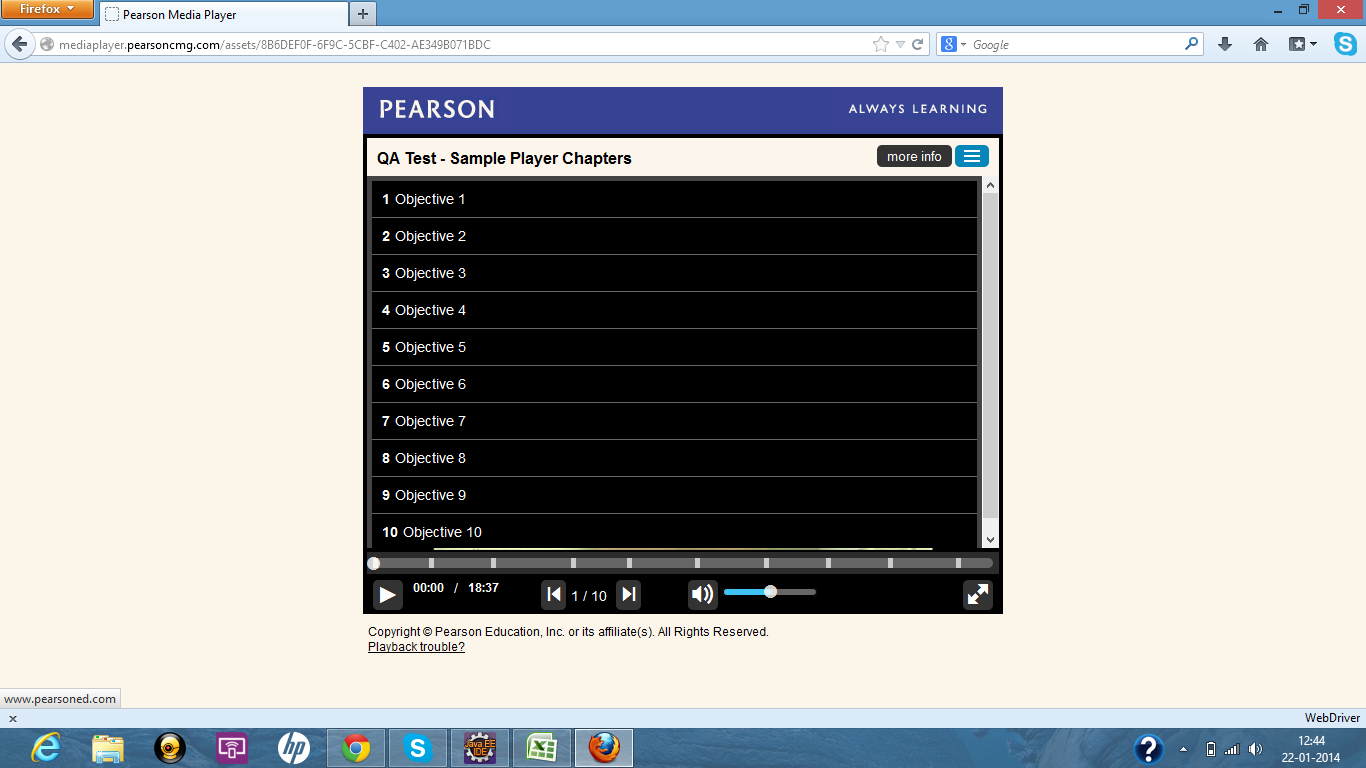 Firefox
Pearson Media Player
mediaplayer.pearsoncmg.com/assets/8B6DEF0F-6F9C-5CBF-C402-AE349B071BDC
8 Google
PEARSON
ALWAYS LEARNING
QA Test - Sample Player Chapters
more info
1 Objective 1
2 Objective 2
3 Objective 3
4 Objective 4
5 Objective 5
6 Objective 6
7 Objective 7
8 Objective 8
9 Objective 9
10 Objective 10
00:00 / 18:37
1 / 10
Copyright © Pearson Education, Inc. or its affiliate(s). All Rights Reserved.
Playback trouble?
www.pearsoned.com
x
WebDriver
hp
Java EE
IDE
12:44
22-01-2014